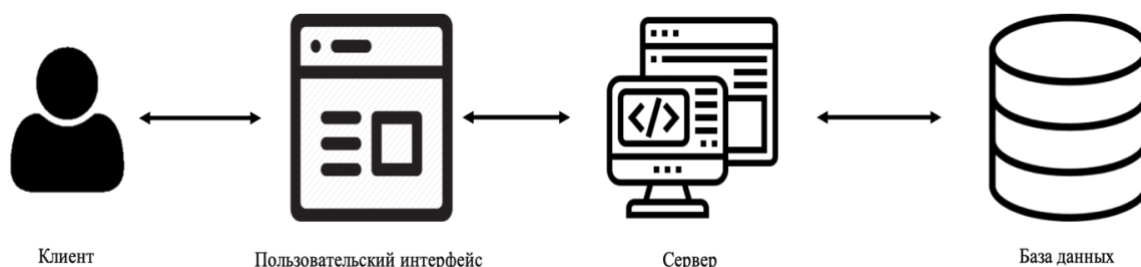 Клиент
Пользовательский интерфейс
Сервер
База данных